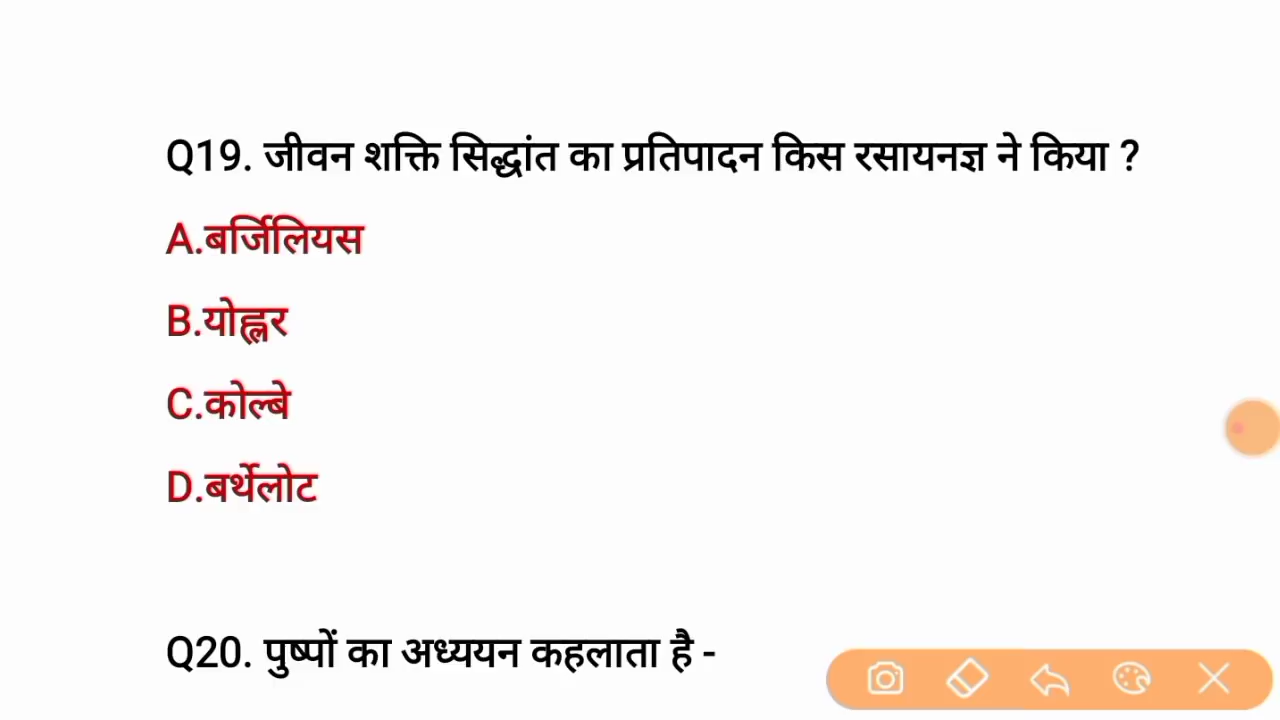 Q19. जीवन शक्ति सिद्धांत का प्रतिपादन किस रसायनज्ञ ने किया ?
A.बर्जिलियस
B.योह्लर
C.कोल्बे
D.बर्थेलोट
Q20. पुष्पों का अध्ययन कहलाता है -